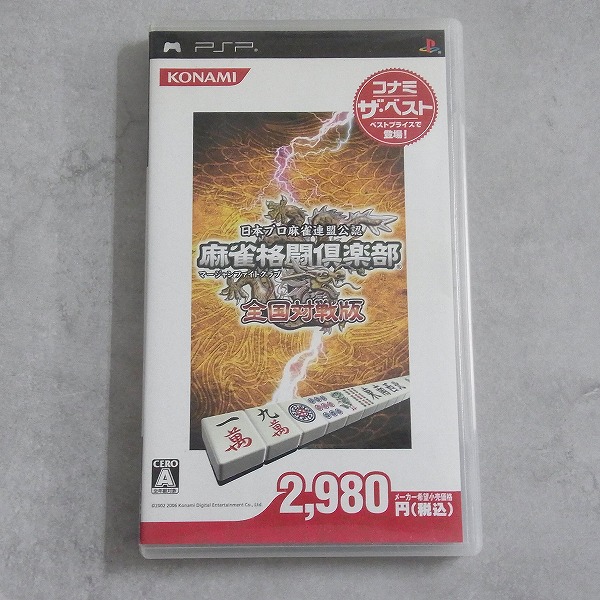 PSP
KONAMI
コナミ
ザ・ベスト
ベストプライスで
登場!
日本プロ麻雀連盟公認
麻雀格闘倶楽部
マージャンファイトクラブ
全国対戦版
一萬
九萬
CERO
A
全年齢対象
©2002 2006 Konami Digital Entertainment Co., Ltd.
2,980
メーカー希望小売価格
円(税込)